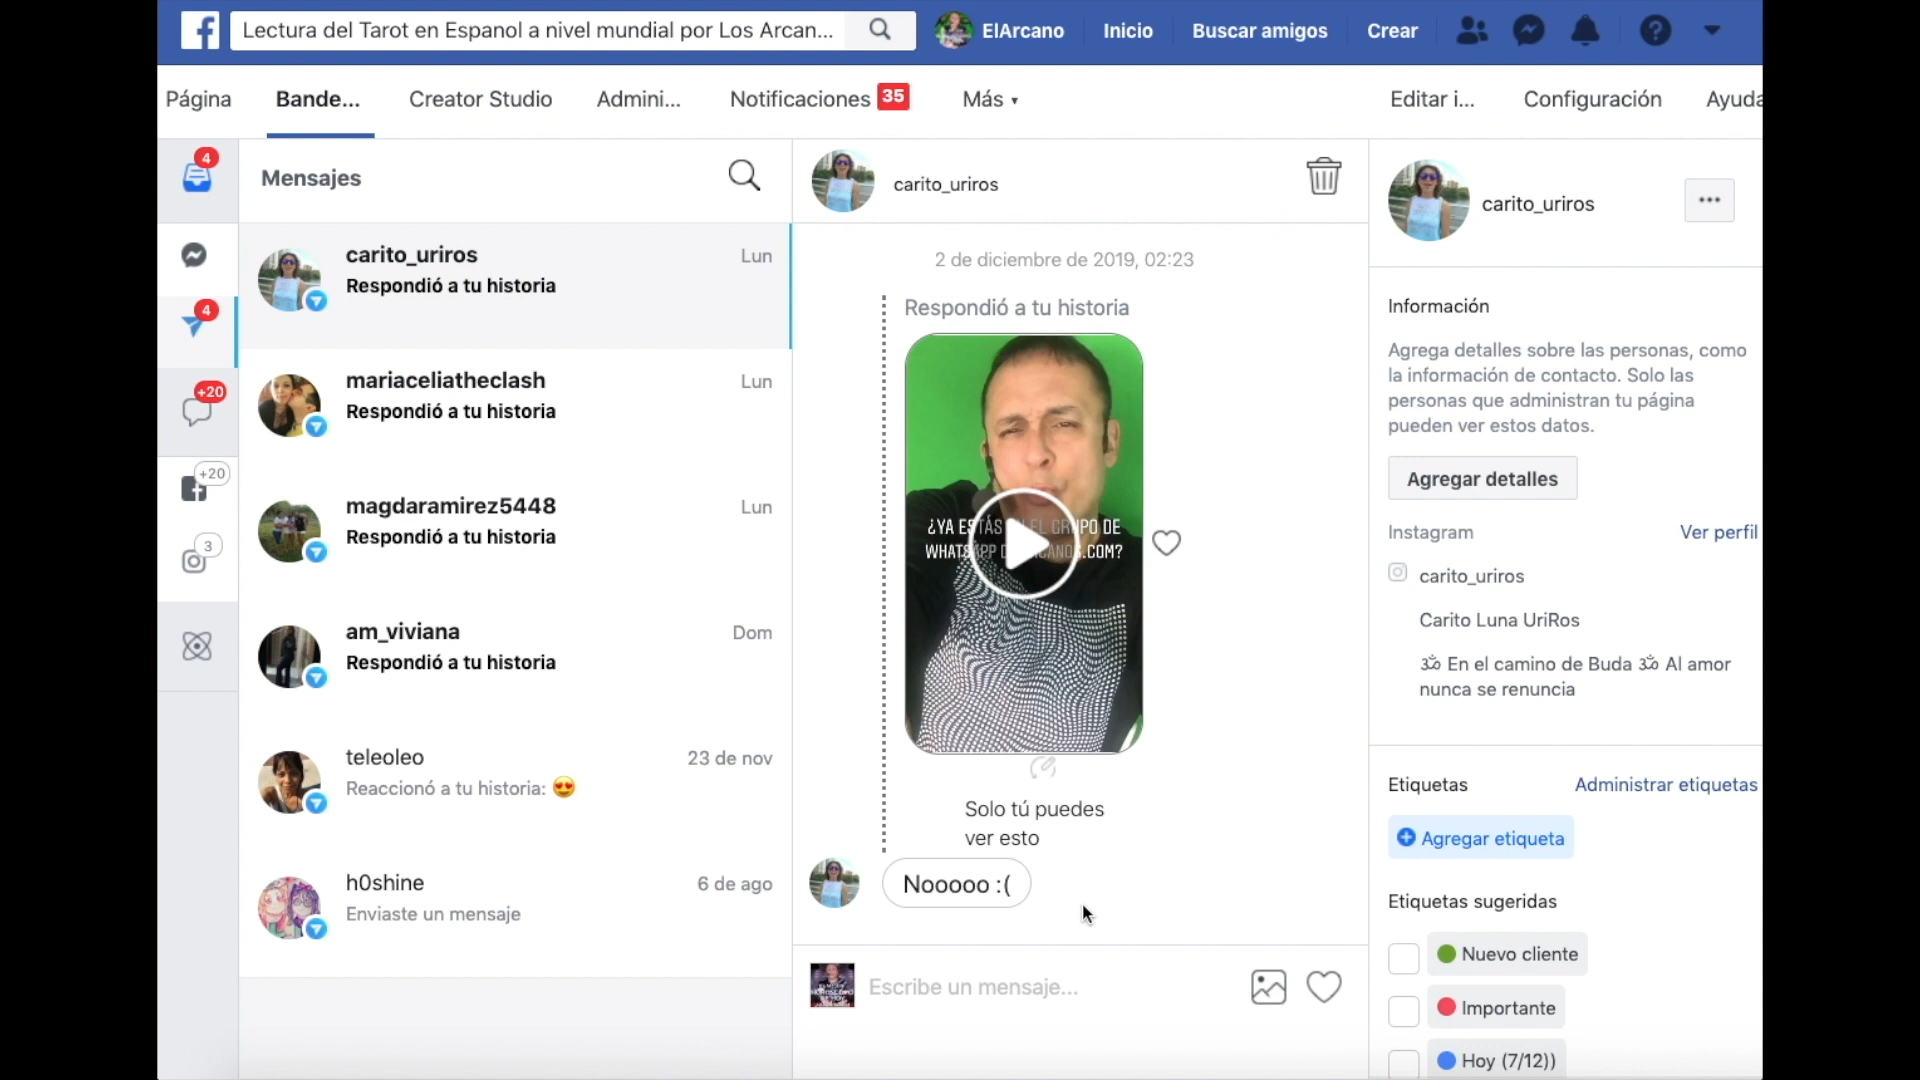 Lectura del Tarot en Espanol a nivel mundial por Los Arcan...
ElArcano
Inicio
Buscar amigos
Crear
Página
Bande...
Creator Studio
Admini...
Notificaciones 35
Más
Editar i...
Configuración
Ayuda
4
4
+20
+20
3
Mensajes
carito_uriros
Lun
Respondió a tu historia
mariaceliatheclash
Lun
Respondió a tu historia
magdaramirez5448
Lun
Respondió a tu historia
am_viviana
Dom
Respondió a tu historia
teleoleo
23 de nov
Reaccionó a tu historia: 😍
h0shine
6 de ago
Enviaste un mensaje
carito_uriros
2 de diciembre de 2019, 02:23
Respondió a tu historia
¿YA ESTÁS EN EL GRUPO DE
WHATSAPP
Solo tú puedes
ver esto
Nooooo :(
Escribe un mensaje...
carito_uriros
Información
Agrega detalles sobre las personas, como
la información de contacto. Solo las
personas que administran tu página
pueden ver estos datos.
Agregar detalles
Instagram
Ver perfil
carito_uriros
Carito Luna UriRos
ॐ En el camino de Buda ॐ Al amor
nunca se renuncia
Etiquetas
Administrar etiquetas
Agregar etiqueta
Etiquetas sugeridas
Nuevo cliente
Importante
Hoy (7/12))